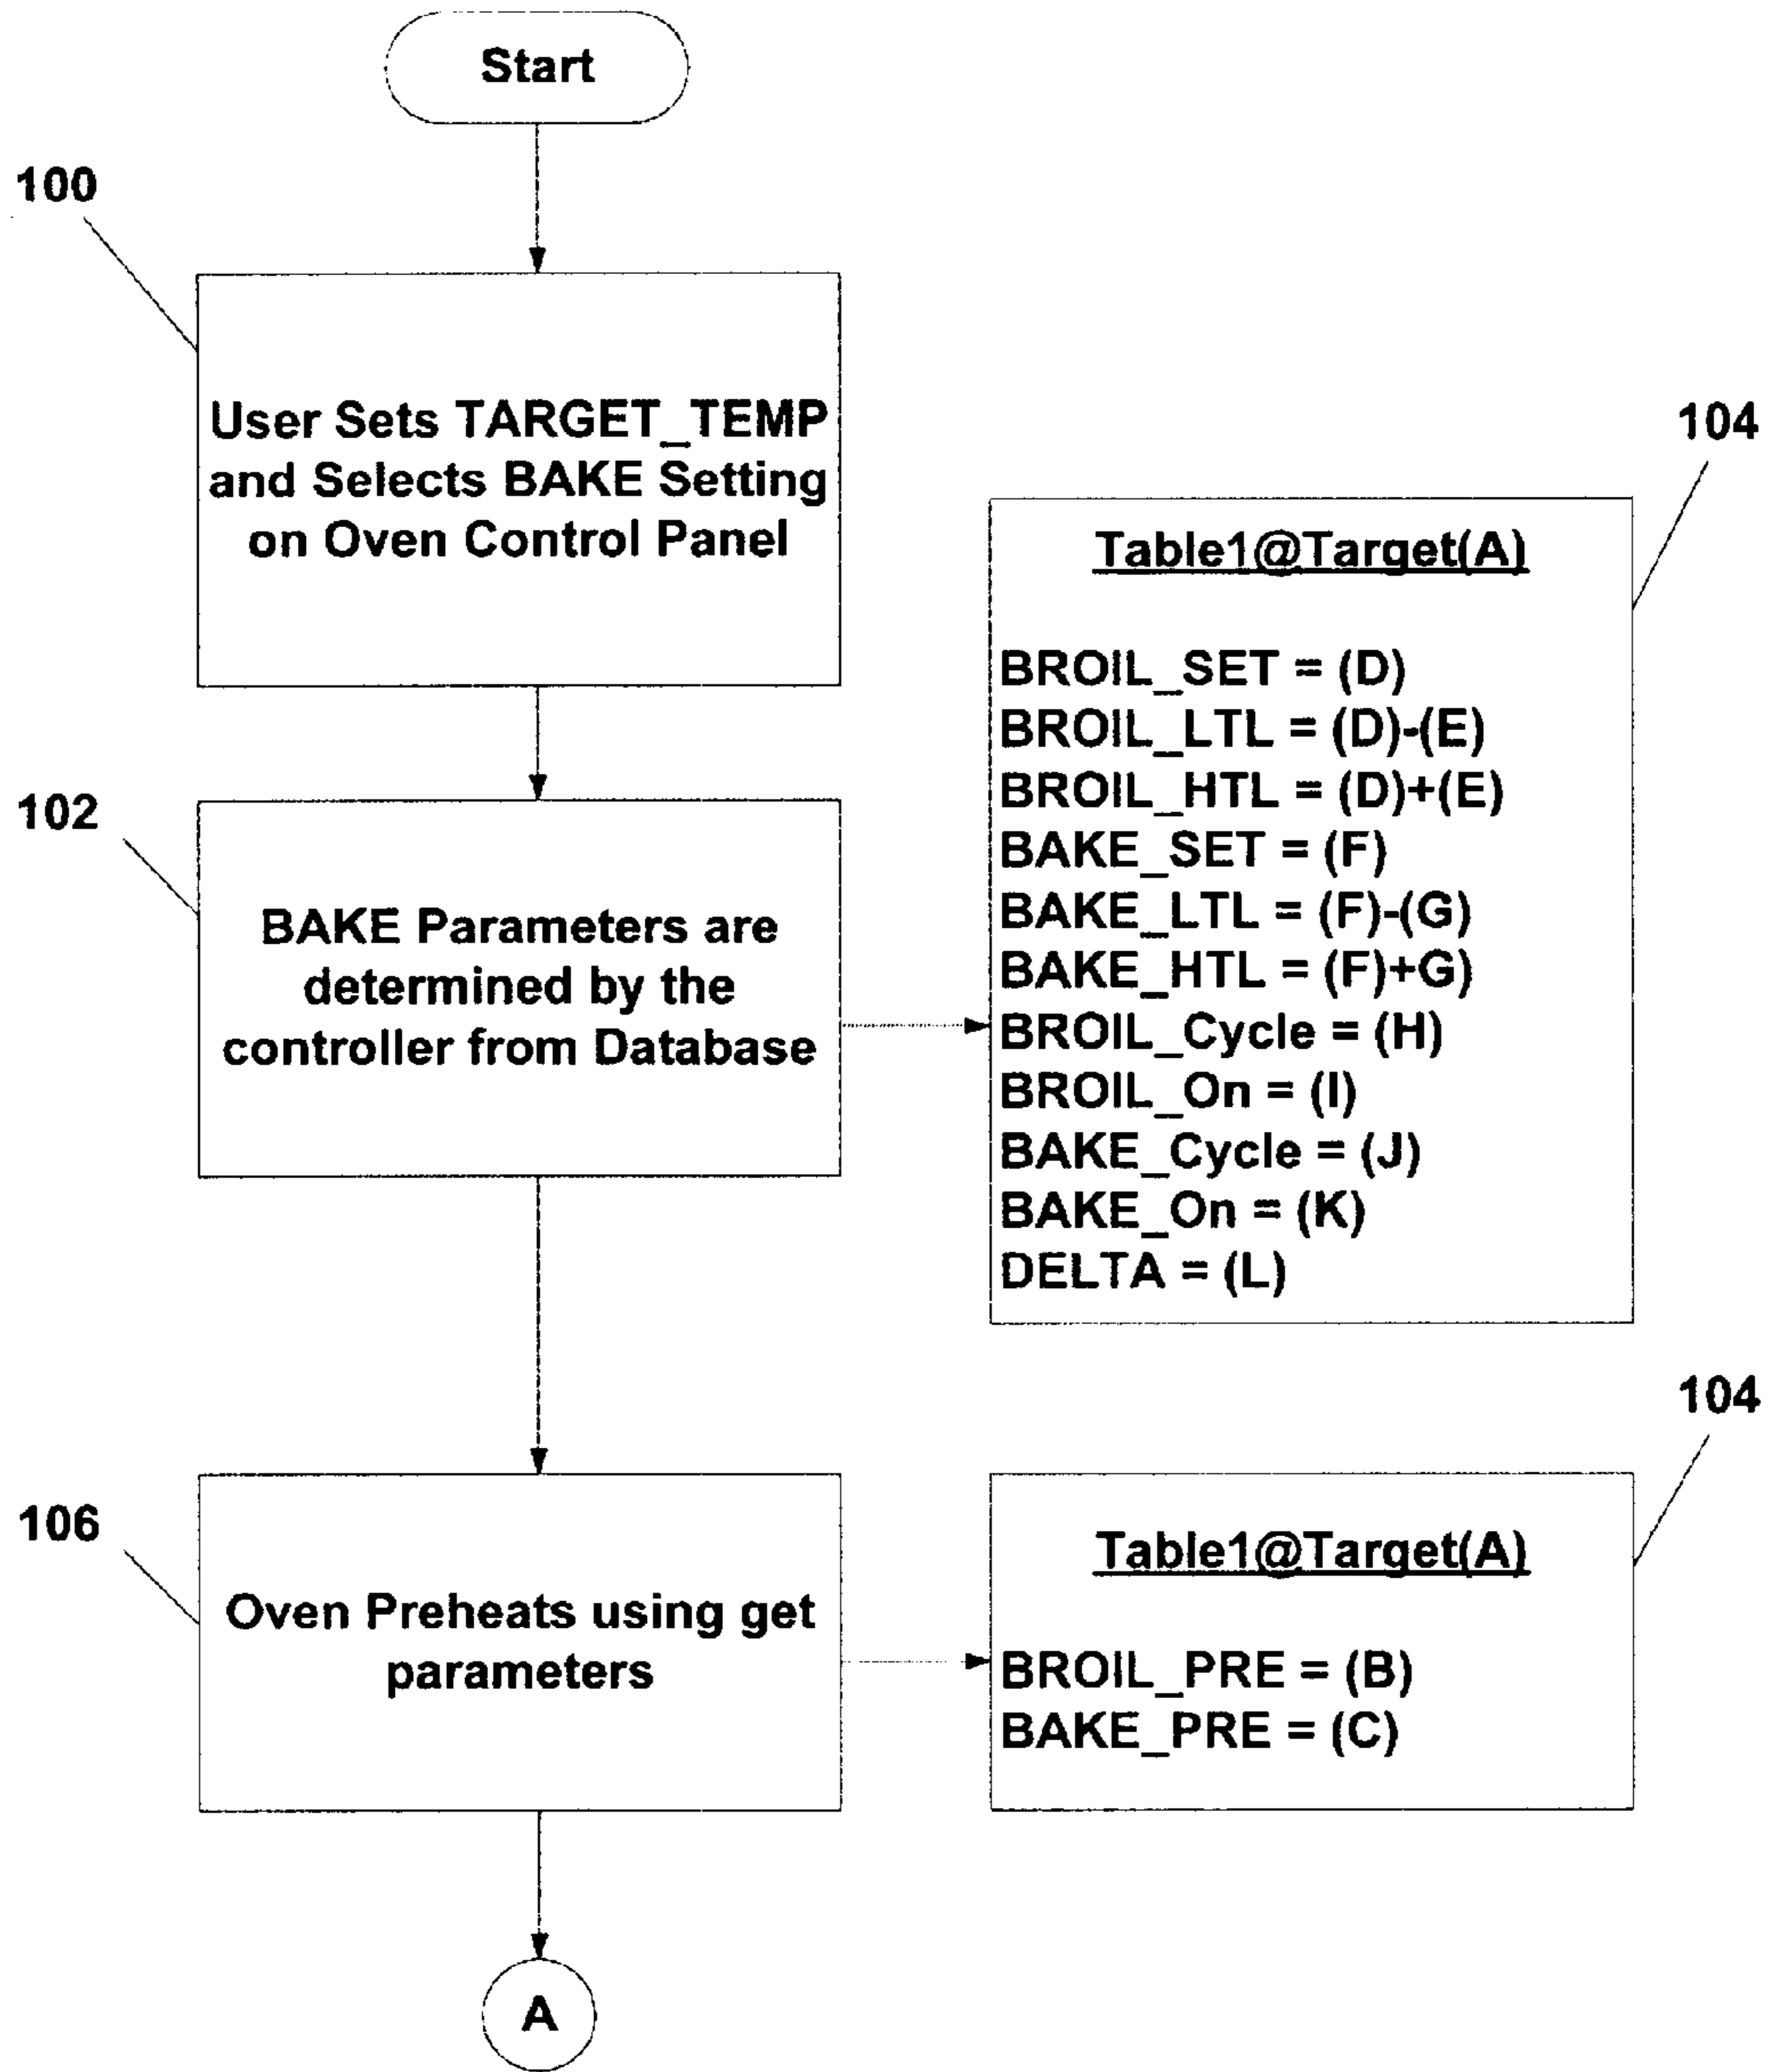 Start
100
User Sets TARGET_TEMP
and Selects BAKE Setting
on Oven Control Panel
104
Table1@Target(A)
BROIL_SET = (D)
BROIL_LTL = (D)-(E)
BROIL_HTL = (D)+(E)
BAKE_SET = (F)
BAKE_LTL = (F)-(G)
BAKE_HTL = (F)+G)
BROIL_Cycle = (H)
BROIL_On = (I)
BAKE_Cycle = (J)
BAKE_On = (K)
DELTA = (L)
102
BAKE Parameters are
determined by the
controller from Database
104
Table1@Target(A)
BROIL_PRE = (B)
BAKE_PRE = (C)
106
Oven Preheats using get
parameters
A